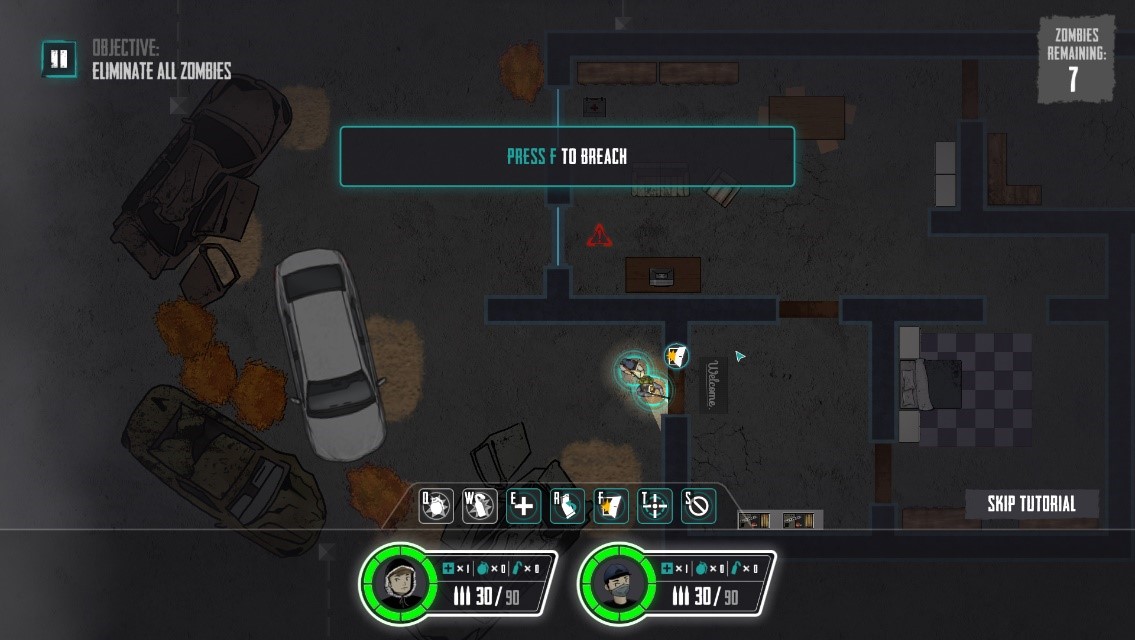 OBJECTIVE:
ELIMINATE ALL ZOMBIES
ZOMBIES
REMAINING:
7
PRESS F TO BREACH
Welcome.
Q W E R F T S
SKIP TUTORIAL
×1 ×0 ×0
30/90
×1 ×0 ×0
30/90